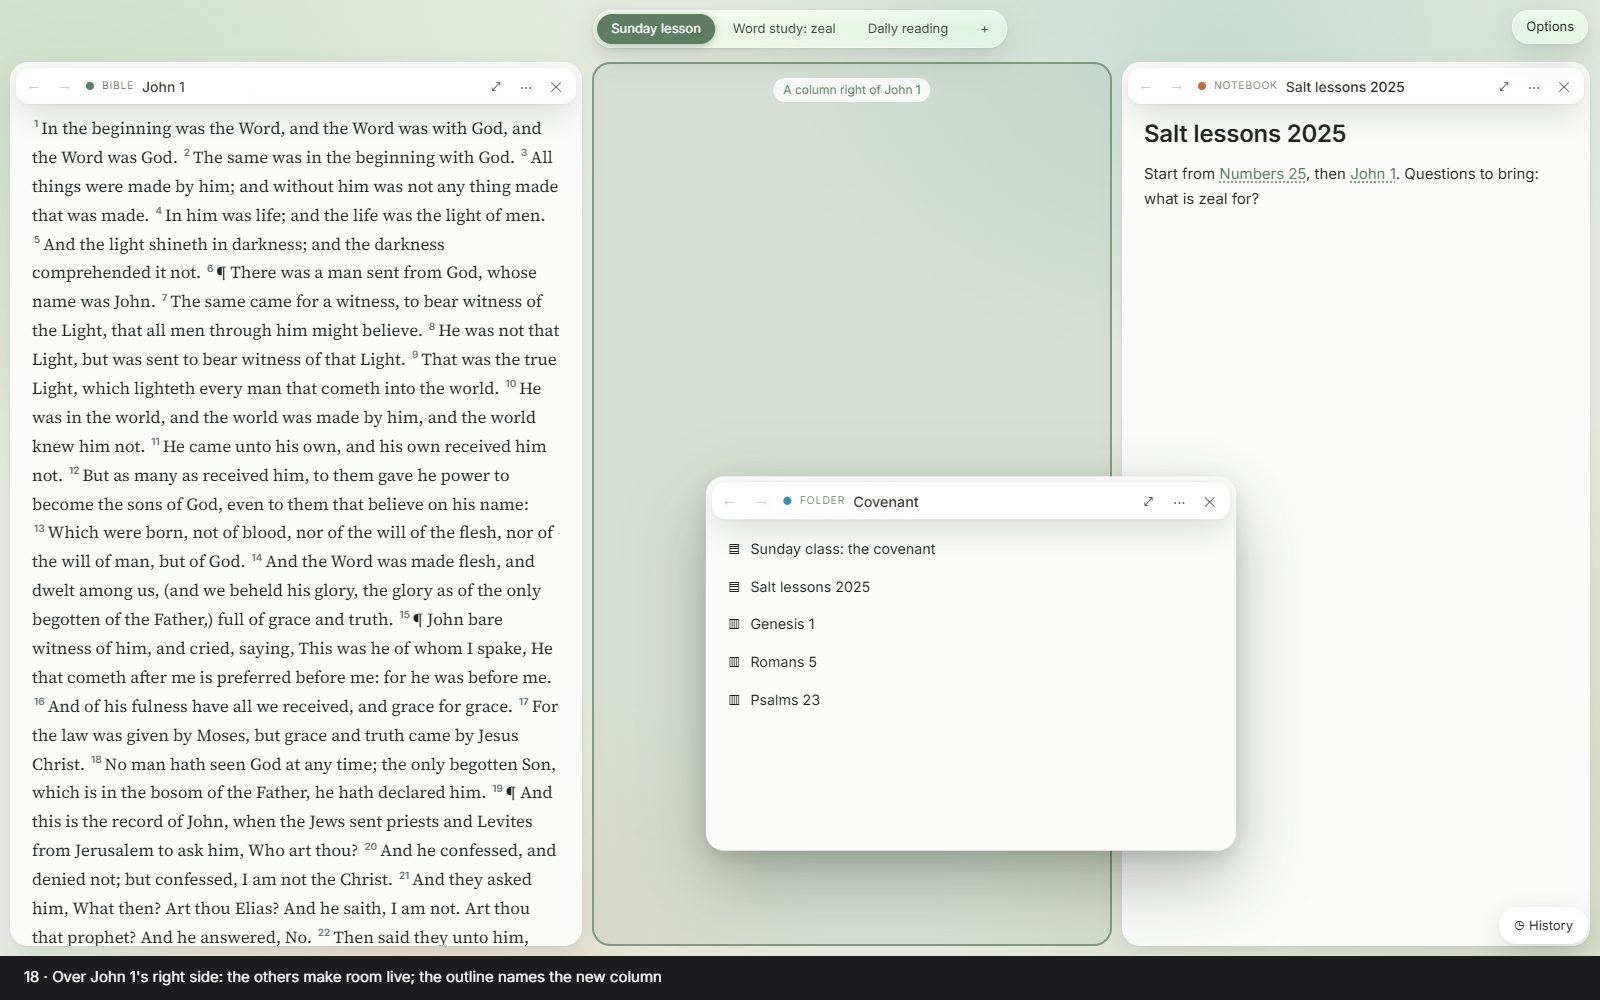 Sunday lesson Word study: zeal Daily reading +
Options
← → BIBLE John 1
1 In the beginning was the Word, and the Word was with God, and
the Word was God. 2 The same was in the beginning with God. 3 All
things were made by him; and without him was not any thing made
that was made. 4 In him was life; and the life was the light of men.
5 And the light shineth in darkness; and the darkness
comprehended it not. 6 ¶ There was a man sent from God, whose
name was John. 7 The same came for a witness, to bear witness of
the Light, that all men through him might believe. 8 He was not that
Light, but was sent to bear witness of that Light. 9 That was the true
Light, which lighteth every man that cometh into the world. 10 He
was in the world, and the world was made by him, and the world
knew him not. 11 He came unto his own, and his own received him
not. 12 But as many as received him, to them gave he power to
become the sons of God, even to them that believe on his name:
13 Which were born, not of blood, nor of the will of the flesh, nor of
the will of man, but of God. 14 And the Word was made flesh, and
dwelt among us, (and we beheld his glory, the glory as of the only
begotten of the Father,) full of grace and truth. 15 ¶ John bare
witness of him, and cried, saying, This was he of whom I spake, He
that cometh after me is preferred before me: for he was before me.
16 And of his fulness have all we received, and grace for grace. 17 For
the law was given by Moses, but grace and truth came by Jesus
Christ. 18 No man hath seen God at any time; the only begotten Son,
which is in the bosom of the Father, he hath declared him. 19 ¶ And
this is the record of John, when the Jews sent priests and Levites
from Jerusalem to ask him, Who art thou? 20 And he confessed, and
denied not; but confessed, I am not the Christ. 21 And they asked
him, What then? Art thou Elias? And he saith, I am not. Art thou
that prophet? And he answered, No. 22 Then said they unto him,
A column right of John 1
← → FOLDER Covenant
Sunday class: the covenant
Salt lessons 2025
Genesis 1
Romans 5
Psalms 23
← → NOTEBOOK Salt lessons 2025
Salt lessons 2025
Start from Numbers 25, then John 1. Questions to bring:
what is zeal for?
History
18 · Over John 1's right side: the others make room live; the outline names the new column